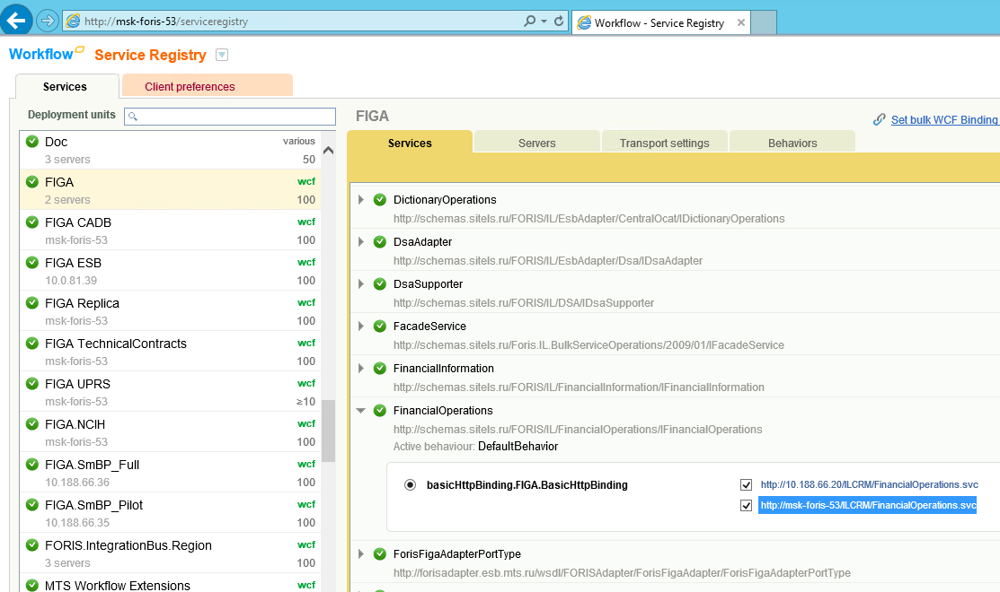 http://msk-foris-53/serviceregistry
Workflow - Service Registry
Workflow Service Registry
Services
Client preferences
Deployment units
Doc various
3 servers 50
FIGA wcf
2 servers 100
FIGA CADB wcf
msk-foris-53 100
FIGA ESB wcf
10.0.81.39 100
FIGA Replica wcf
msk-foris-53 100
FIGA TechnicalContracts wcf
msk-foris-53 100
FIGA UPRS wcf
msk-foris-53 ≥10
FIGA.NCIH wcf
msk-foris-53 100
FIGA.SmBP_Full wcf
10.188.66.36 100
FIGA.SmBP_Pilot wcf
10.188.66.35 100
FORIS.IntegrationBus.Region wcf
3 servers 100
MTS Workflow Extensions wcf
FIGA
Set bulk WCF Binding
Services
Servers
Transport settings
Behaviors
DictionaryOperations
http://schemas.sitels.ru/FORIS/IL/EsbAdapter/CentralOcat/IDictionaryOperations
DsaAdapter
http://schemas.sitels.ru/FORIS/IL/EsbAdapter/Dsa/IDsaAdapter
DsaSupporter
http://schemas.sitels.ru/FORIS/IL/DSA/IDsaSupporter
FacadeService
http://schemas.sitels.ru/Foris.IL.BulkServiceOperations/2009/01/IFacadeService
FinancialInformation
http://schemas.sitels.ru/FORIS/IL/FinancialInformation/IFinancialInformation
FinancialOperations
http://schemas.sitels.ru/FORIS/IL/FinancialOperations/IFinancialOperations
Active behaviour: DefaultBehavior
basicHttpBinding.FIGA.BasicHttpBinding
http://10.188.66.20/ILCRM/FinancialOperations.svc
http://msk-foris-53/ILCRM/FinancialOperations.svc
ForisFigaAdapterPortType
http://forisadapter.esb.mts.ru/wsdl/FORISAdapter/ForisFigaAdapter/ForisFigaAdapterPortType